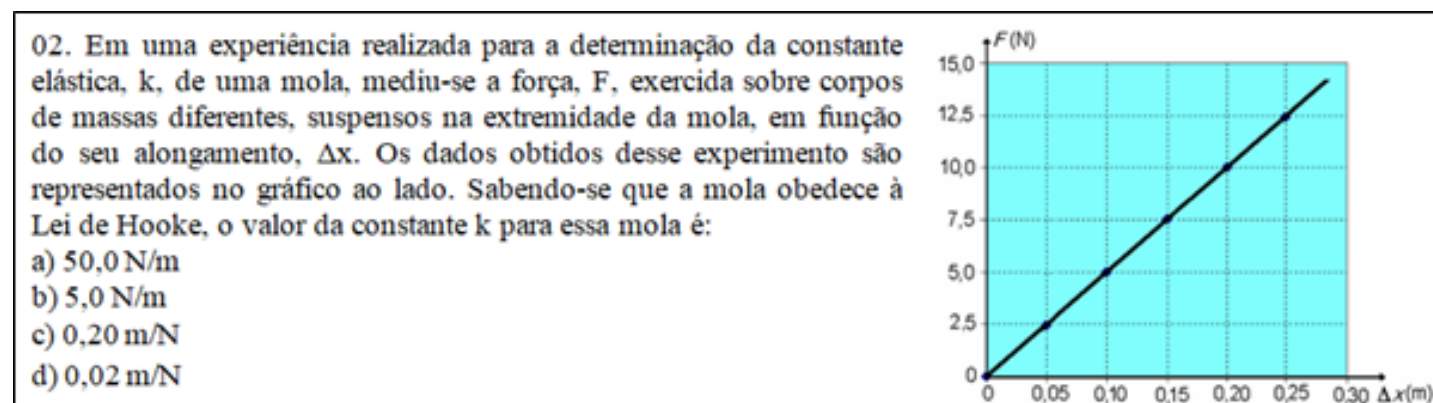 02. Em uma experiência realizada para a determinação da constante
elástica, k, de uma mola, mediu-se a força, F, exercida sobre corpos
de massas diferentes, suspensos na extremidade da mola, em função
do seu alongamento, Δx. Os dados obtidos desse experimento são
representados no gráfico ao lado. Sabendo-se que a mola obedece à
Lei de Hooke, o valor da constante k para essa mola é:
a) 50,0 N/m
b) 5,0 N/m
c) 0,20 m/N
d) 0,02 m/N
F(N)
15,0
12,5
10,0
7,5
5,0
2,5
0
0 0,05 0,10 0,15 0,20 0,25 0,30 Δx(m)